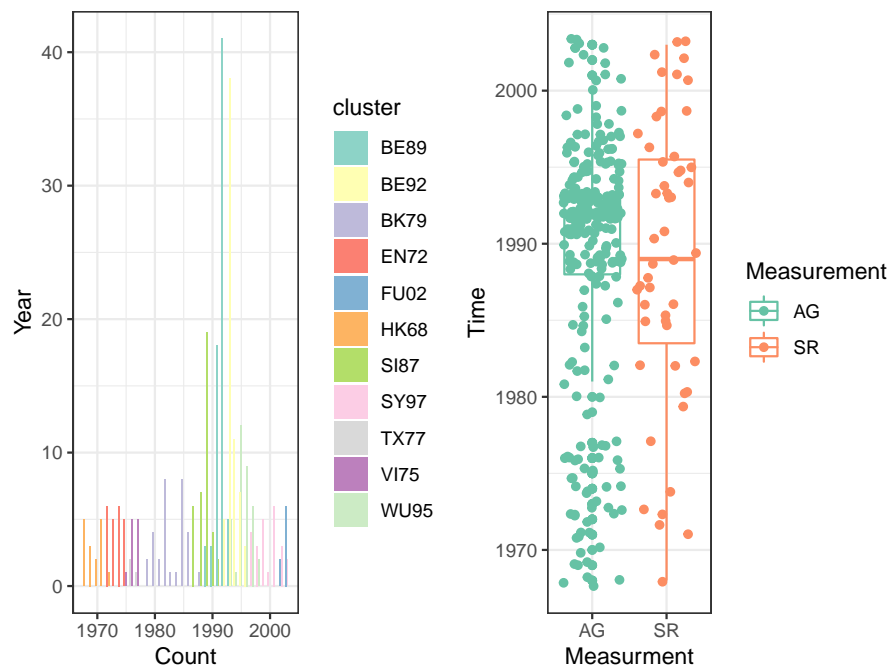 40
30
20
10
0
Year
1970 1980 1990 2000
Count
cluster
BE89
BE92
BK79
EN72
FU02
HK68
SI87
SY97
TX77
VI75
WU95
2000
1990
1980
1970
Time
AG SR
Measurment
Measurement
AG
SR